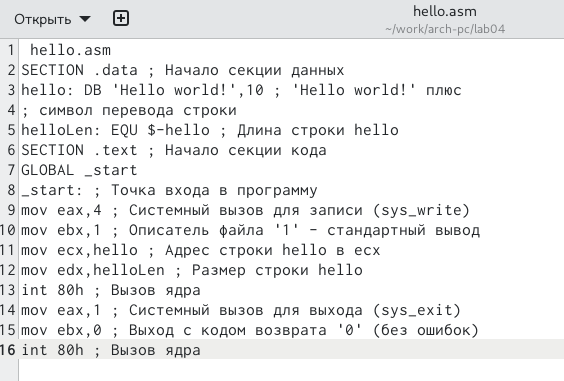 Открыть
hello.asm
~/work/arch-pc/lab04
1 hello.asm
2 SECTION .data ; Начало секции данных
3 hello: DB 'Hello world!',10 ; 'Hello world!' плюс
4 ; символ перевода строки
5 helloLen: EQU $-hello ; Длина строки hello
6 SECTION .text ; Начало секции кода
7 GLOBAL _start
8 _start: ; Точка входа в программу
9 mov eax,4 ; Системный вызов для записи (sys_write)
10 mov ebx,1 ; Описатель файла '1' - стандартный вывод
11 mov ecx,hello ; Адрес строки hello в ecx
12 mov edx,helloLen ; Размер строки hello
13 int 80h ; Вызов ядра
14 mov eax,1 ; Системный вызов для выхода (sys_exit)
15 mov ebx,0 ; Выход с кодом возврата '0' (без ошибок)
16 int 80h ; Вызов ядра